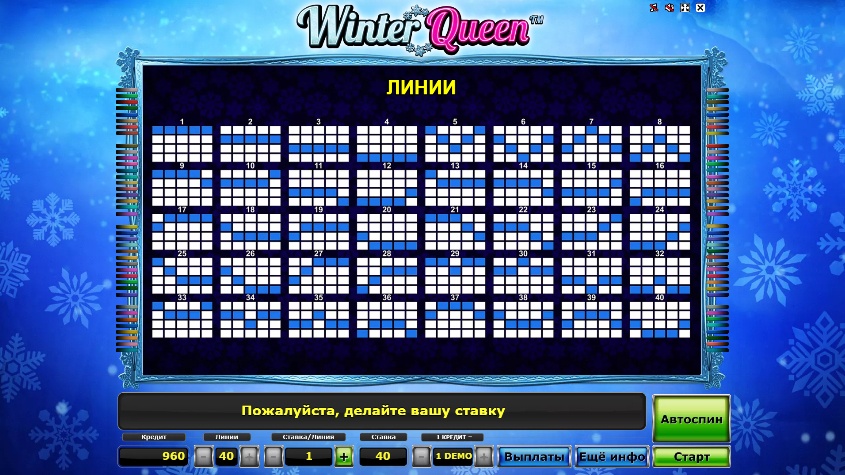 Winter Queen™
ЛИНИИ
1 2 3 4 5 6 7 8
9 10 11 12 13 14 15 16
17 18 19 20 21 22 23 24
25 26 27 28 29 30 31 32
33 34 35 36 37 38 39 40
Пожалуйста, делайте вашу ставку
Автоспин
Кредит Линии Ставка/Линия Ставка 1 КРЕДИТ =
960 - 40 + - 1 + 40 - 1 DEMO + Выплаты Ещё инфо Старт